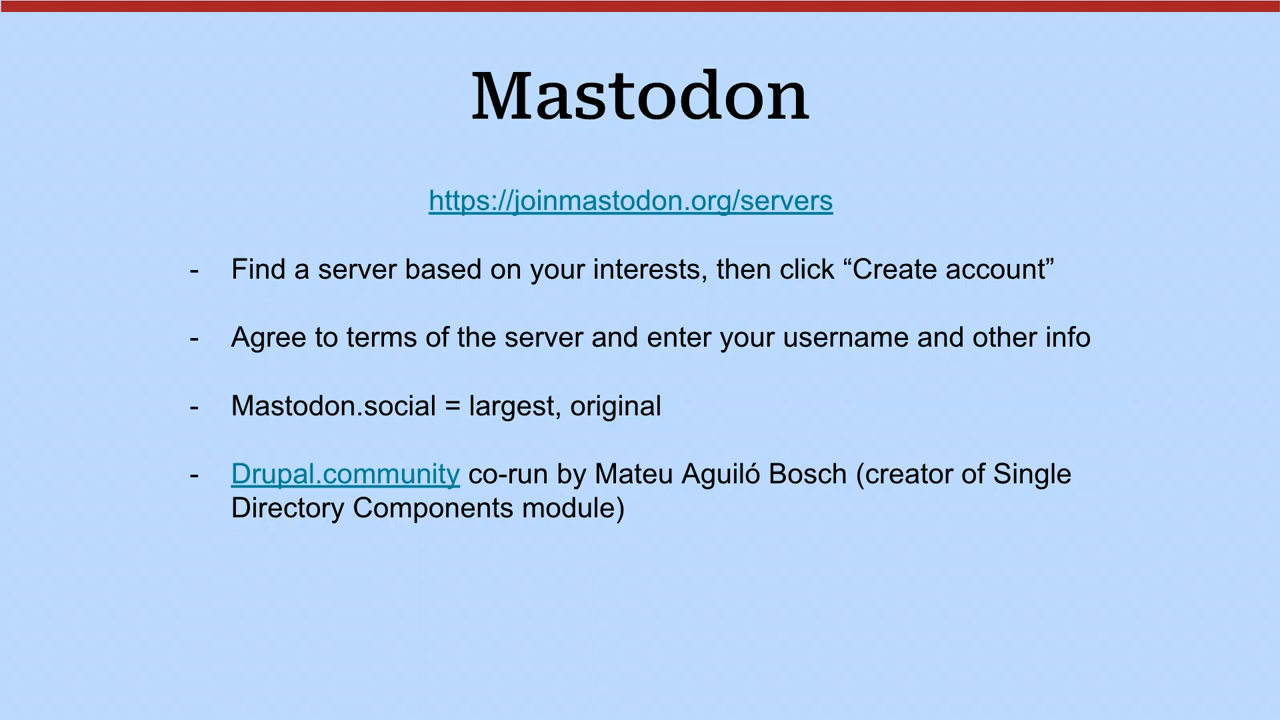 Mastodon
https://joinmastodon.org/servers
- Find a server based on your interests, then click “Create account”
- Agree to terms of the server and enter your username and other info
- Mastodon.social = largest, original
- Drupal.community co-run by Mateu Aguiló Bosch (creator of Single
Directory Components module)